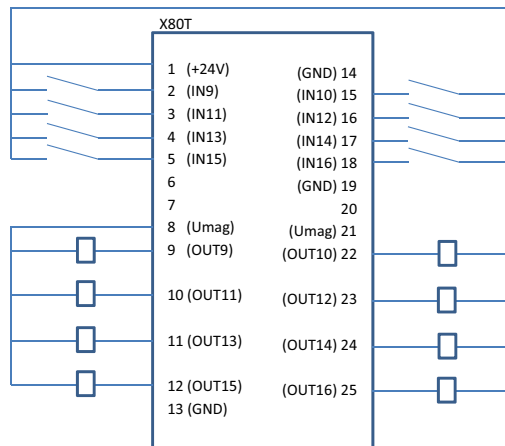 X80T
1 (+24V)
2 (IN9)
3 (IN11)
4 (IN13)
5 (IN15)
6
7
8 (Umag)
9 (OUT9)
10 (OUT11)
11 (OUT13)
12 (OUT15)
13 (GND)
(GND) 14
(IN10) 15
(IN12) 16
(IN14) 17
(IN16) 18
(GND) 19
20
(Umag) 21
(OUT10) 22
(OUT12) 23
(OUT14) 24
(OUT16) 25